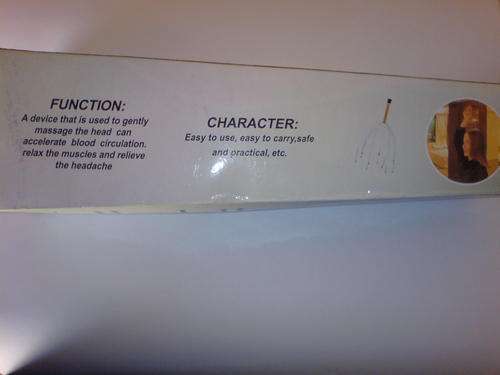 FUNCTION:
A device that is used to gently
massage the head can
accelerate blood circulation.
relax the muscles and relieve
the headache
CHARACTER:
Easy to use, easy to carry,safe
and practical, etc.